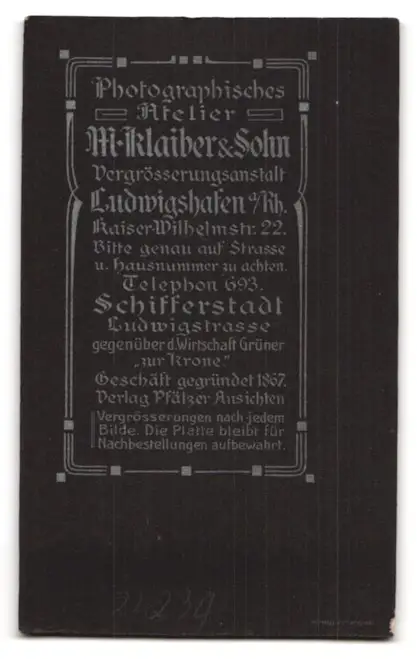 Photographisches
Atelier
M. Klaiber & Sohn
Vergrösserungsanstalt
Ludwigshafen a/Rh.
Kaiser-Wilhelmstr. 22.
Bitte genau auf Strasse
u. Hausnummer zu achten.
Telephon 693.
Schifferstadt
Ludwigstrasse
gegenüber d. Wirtschaft Grüner
„zur Krone."
Geschäft gegründet 1867.
Verlag Pfälzer Ansichten
Vergrösserungen nach jedem
Bilde. Die Platte bleibt für
Nachbestellungen aufbewahrt.